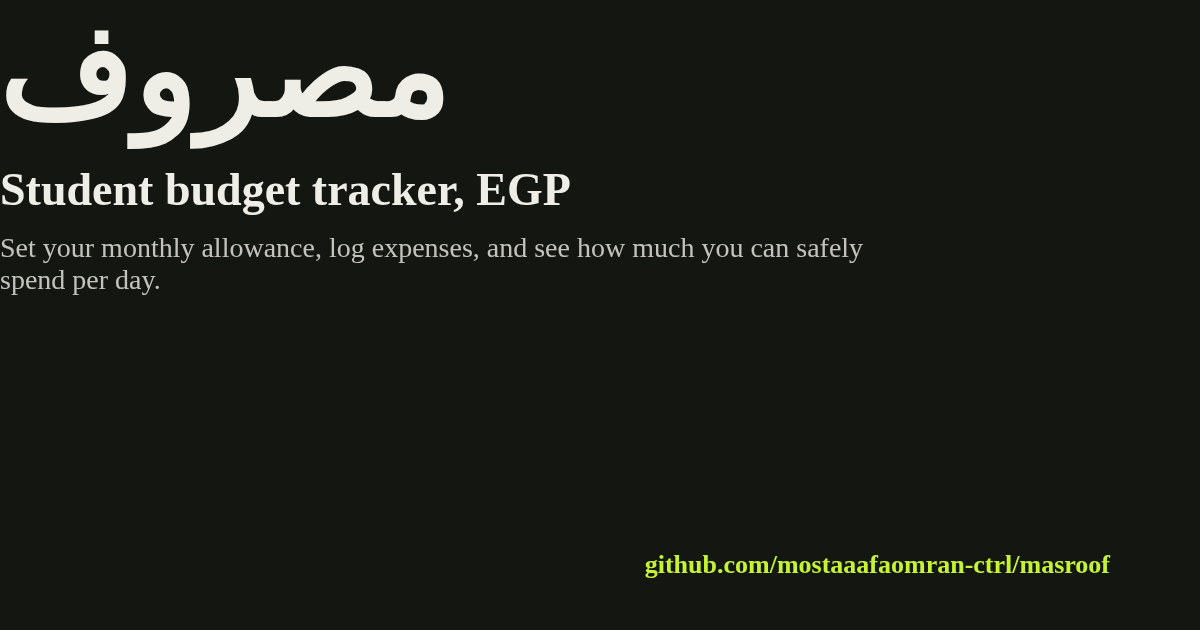 مصروف
Student budget tracker, EGP
Set your monthly allowance, log expenses, and see how much you can safely
spend per day.
github.com/mostaaafaomran-ctrl/masroof